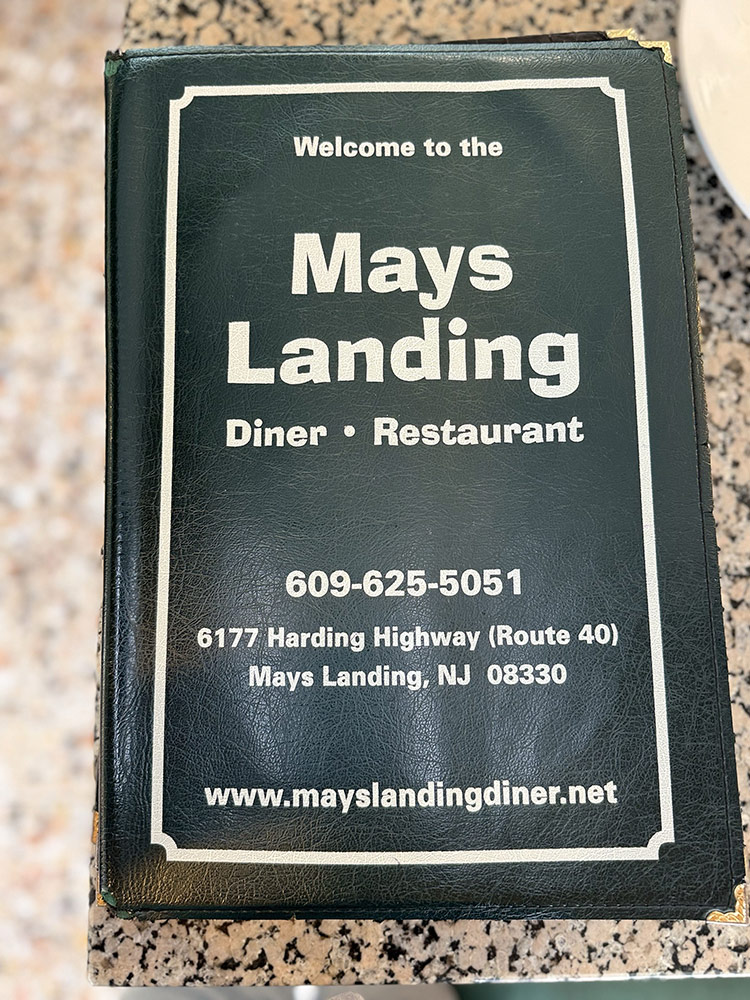 Welcome to the
Mays
Landing
Diner • Restaurant
609-625-5051
6177 Harding Highway (Route 40)
Mays Landing, NJ 08330
www.mayslandingdiner.net